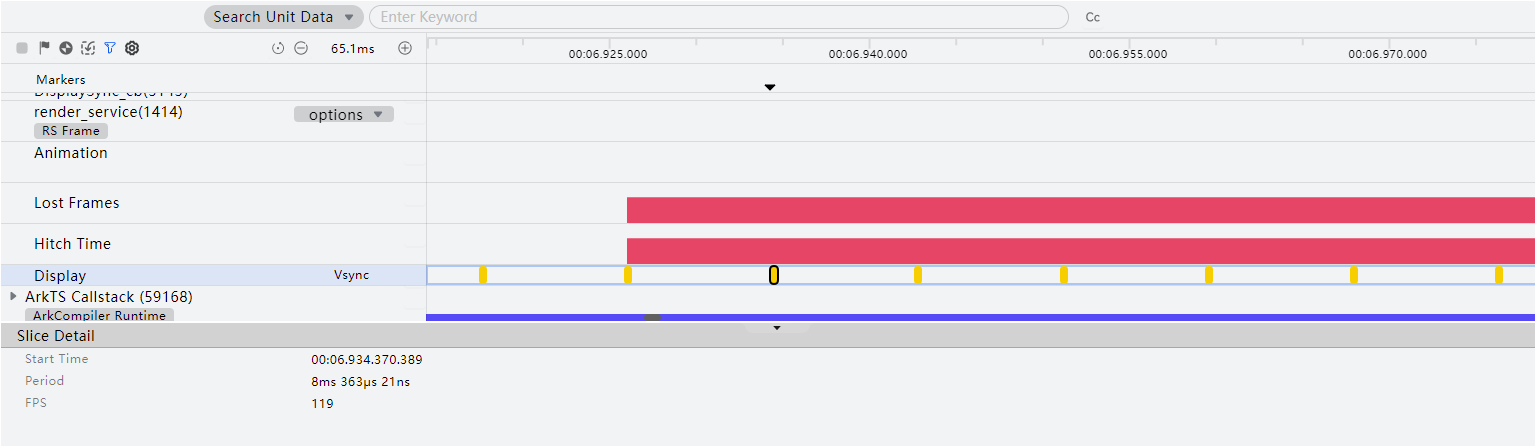 Search Unit Data
Enter Keyword
Cc
65.1ms
00:06.925.000
00:06.940.000
00:06.955.000
00:06.970.000
Markers
DisplaySync_cb(5145)
render_service(1414)
options
RS Frame
Animation
Lost Frames
Hitch Time
Display
Vsync
ArkTS Callstack (59168)
ArkCompiler Runtime
Slice Detail
Start Time
00:06.934.370.389
Period
8ms 363μs 21ns
FPS
119